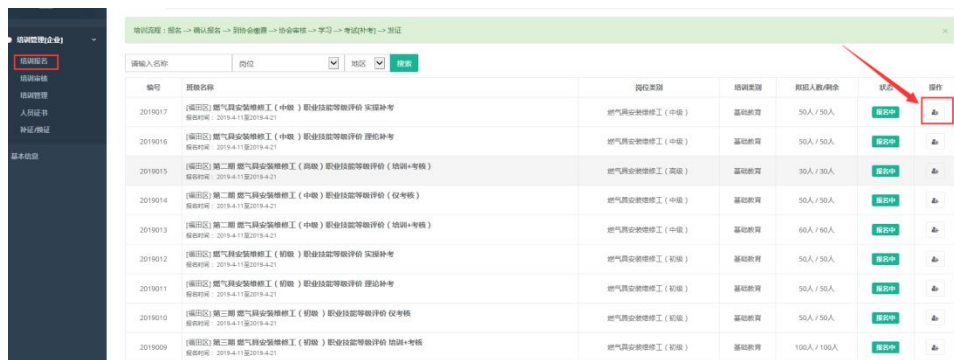 培训流程：报名 --> 确认报名 --> 到协会缴费 --> 协会审核 --> 学习 --> 考试[补考] --> 发证
×
培训管理[企业]
培训报名
培训审核
培训管理
人员证书
补证/换证
基本信息
请输入名称 岗位 地区 搜索
编号 班级名称 岗位类别 培训类别 拟招人数/剩余 状态 操作
2019017 [福田区] 燃气具安装维修工（中级）职业技能等级评价 实操补考 燃气具安装维修工（中级） 基础教育 50人 / 50人 报名中
报名时间：2019-4-11至2019-4-21
2019016 [福田区] 燃气具安装维修工（中级）职业技能等级评价 理论补考 燃气具安装维修工（中级） 基础教育 50人 / 50人 报名中
报名时间：2019-4-11至2019-4-21
2019015 [福田区] 第二期 燃气具安装维修工（高级）职业技能等级评价（培训+考核） 燃气具安装维修工（高级） 基础教育 30人 / 30人 报名中
报名时间：2019-4-11至2019-4-21
2019014 [福田区] 第二期 燃气具安装维修工（中级）职业技能等级评价（仅考核） 燃气具安装维修工（中级） 基础教育 50人 / 50人 报名中
报名时间：2019-4-11至2019-4-21
2019013 [福田区] 第二期 燃气具安装维修工（中级）职业技能等级评价（培训+考核） 燃气具安装维修工（中级） 基础教育 60人 / 60人 报名中
报名时间：2019-4-11至2019-4-21
2019012 [福田区] 燃气具安装维修工（初级 ）职业技能等级评价 实操补考 燃气具安装维修工（初级） 基础教育 50人 / 50人 报名中
报名时间：2019-4-11至2019-4-21
2019011 [福田区] 燃气具安装维修工（初级 ）职业技能等级评价 理论补考 燃气具安装维修工（初级） 基础教育 50人 / 50人 报名中
报名时间：2019-4-11至2019-4-21
2019010 [福田区] 第三期 燃气具安装维修工（初级 ）职业技能等级评价 仅考核 燃气具安装维修工（初级） 基础教育 50人 / 50人 报名中
报名时间：2019-4-11至2019-4-21
2019009 [福田区] 第三期 燃气具安装维修工（初级 ）职业技能等级评价 培训+考核 燃气具安装维修工（初级） 基础教育 100人 / 100人 报名中
报名时间：2019-4-11至2019-4-21